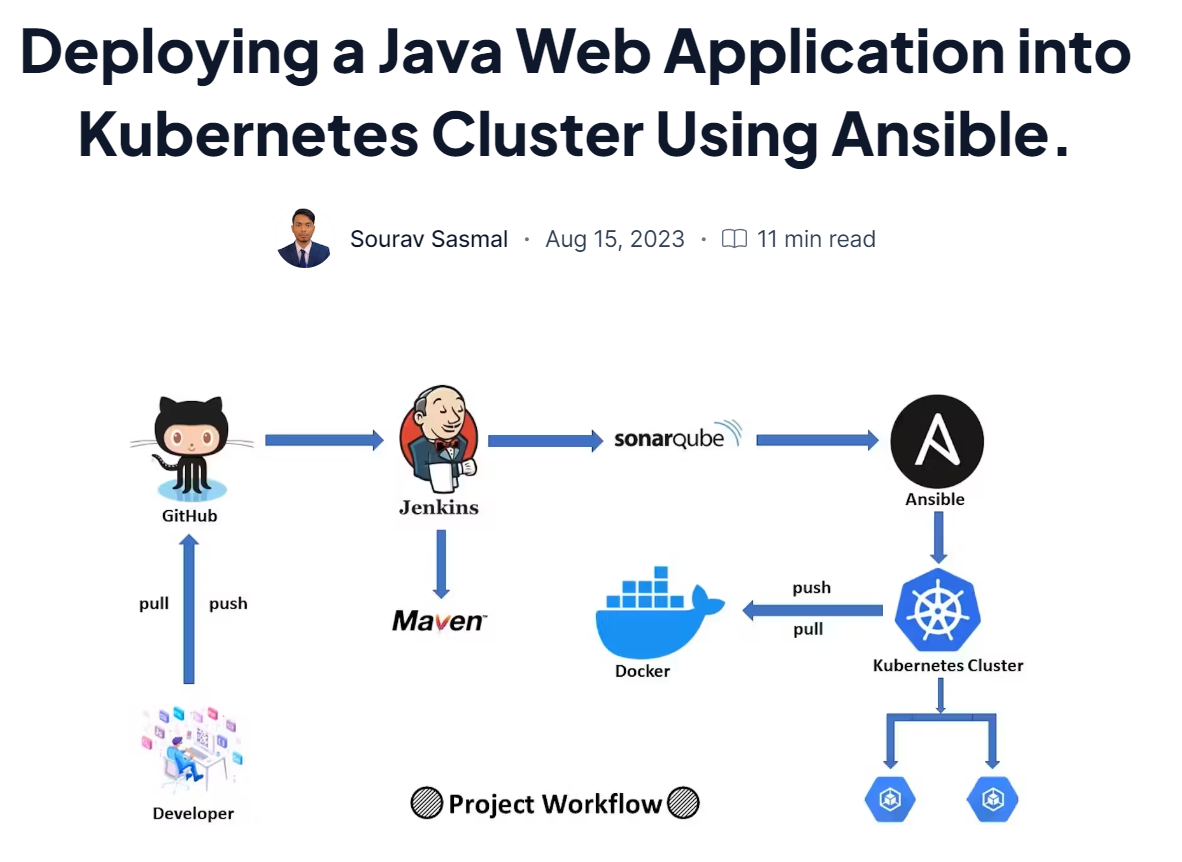 Deploying a Java Web Application into
Kubernetes Cluster Using Ansible.
Sourav Sasmal · Aug 15, 2023 · 11 min read
sonarqube
Ansible
Jenkins
GitHub
push
pull
push
pull
Maven™
Kubernetes Cluster
Docker
Project Workflow
Developer